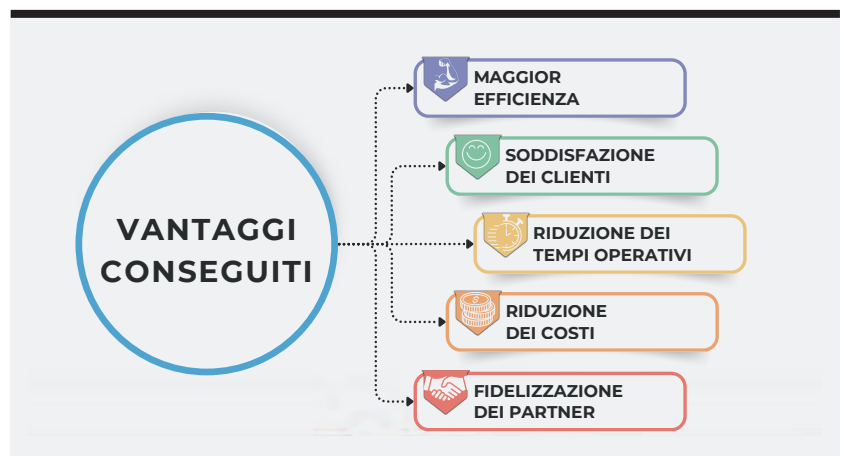 VANTAGGI
CONSEGUITI
MAGGIOR
EFFICIENZA
SODDISFAZIONE
DEI CLIENTI
RIDUZIONE DEI
TEMPI OPERATIVI
RIDUZIONE
DEI COSTI
FIDELIZZAZIONE
DEI PARTNER